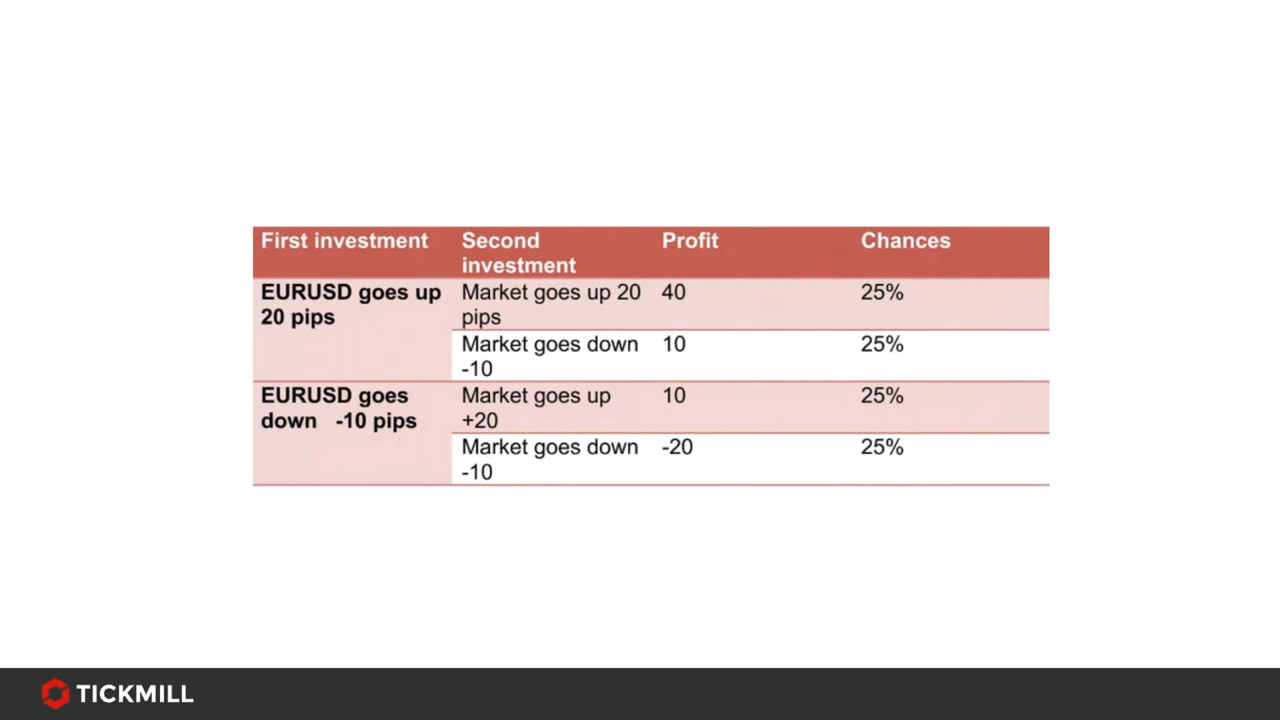 First investment Second Profit Chances
investment
EURUSD goes up Market goes up 20 40 25%
20 pips pips
Market goes down 10 25%
-10
EURUSD goes Market goes up 10 25%
down -10 pips +20
Market goes down -20 25%
-10
TICKMILL